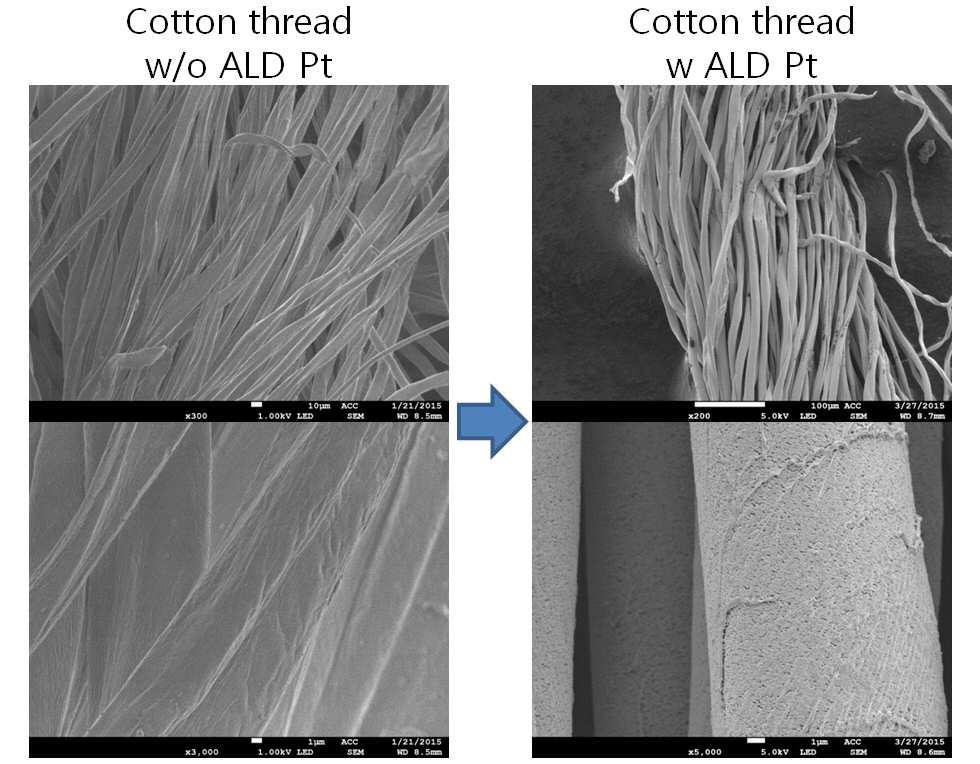 Cotton thread
w/o ALD Pt
Cotton thread
w ALD Pt
10µm ACC 1/21/2015
x300 1.00kV LED SEM WD 8.5mm
100µm ACC 3/27/2015
x200 5.0kV LED SEM WD 8.7mm
1µm ACC 1/21/2015
x3,000 1.00kV LED SEM WD 8.5mm
1µm ACC 3/27/2015
x5,000 5.0kV LED SEM WD 8.6mm